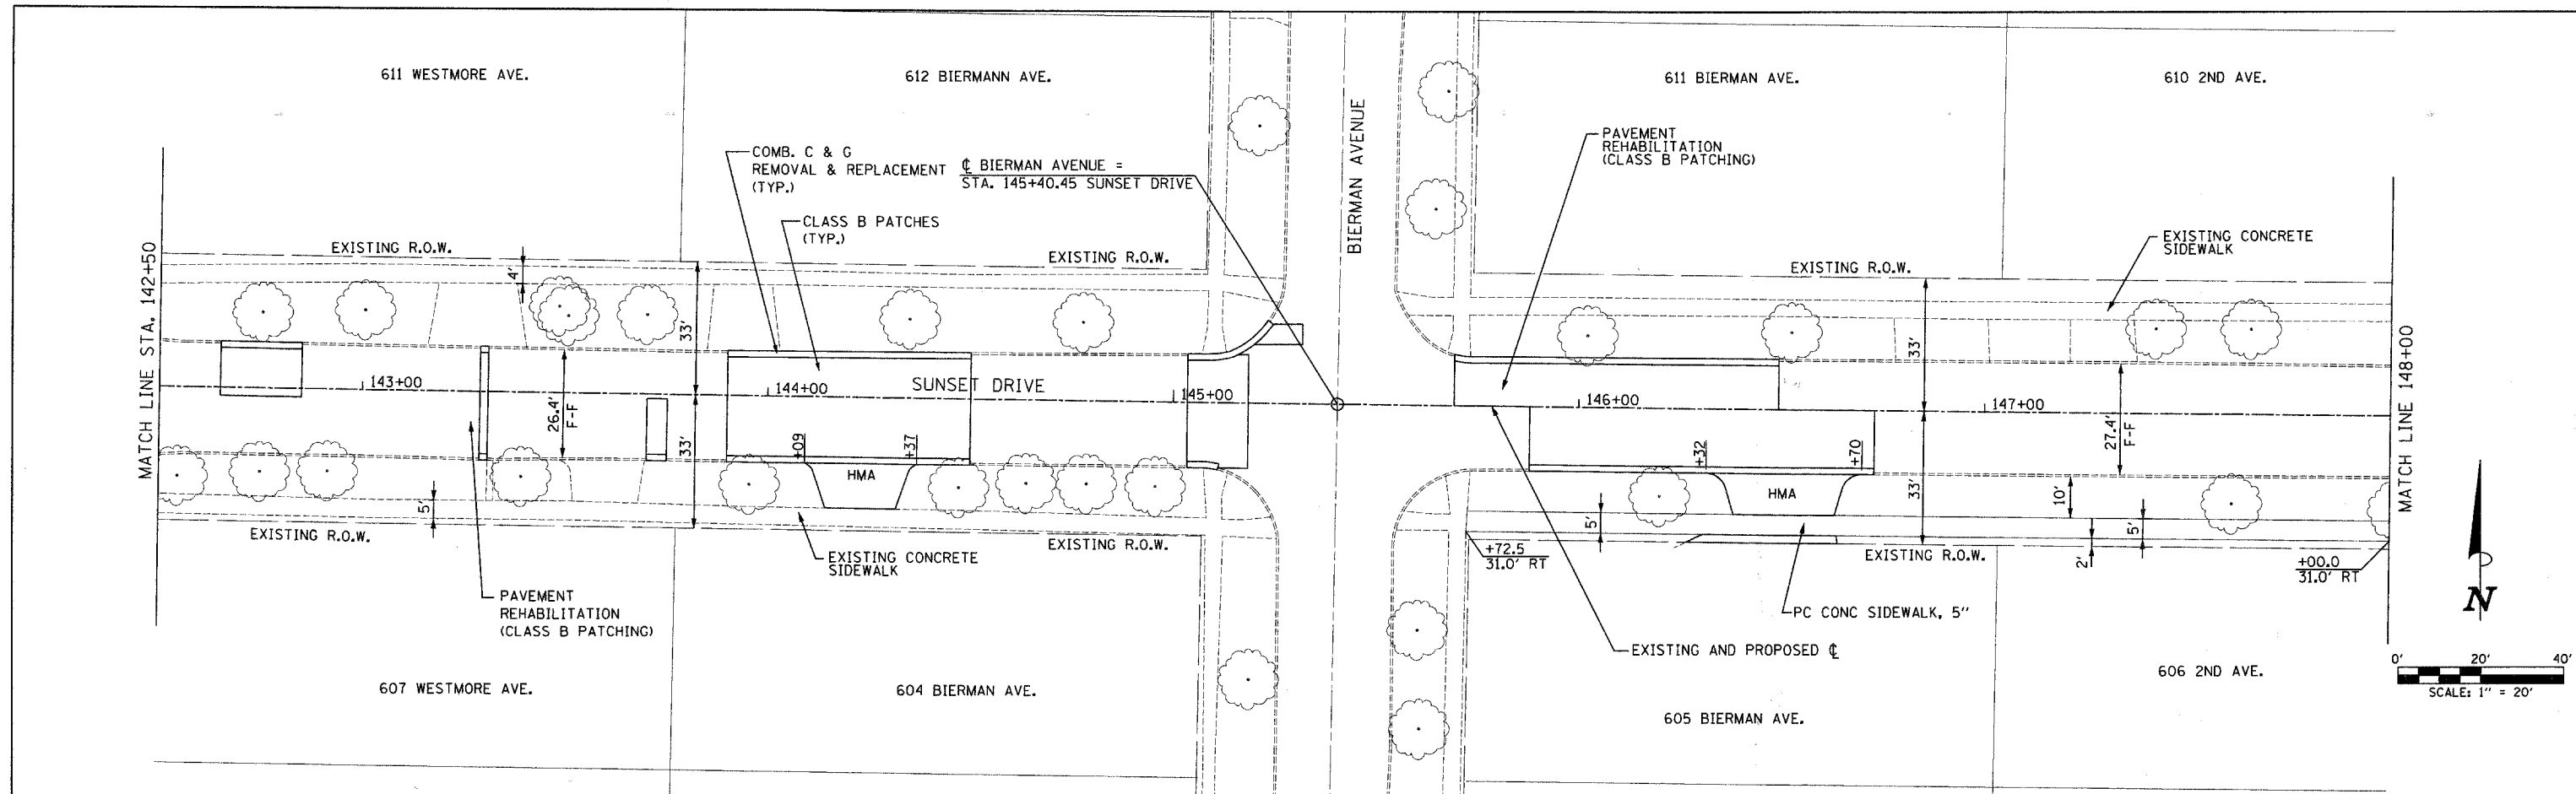 611 WESTMORE AVE.
612 BIERMANN AVE.
611 BIERMAN AVE.
610 2ND AVE.
BIERMAN AVENUE
COMB. C & G
REMOVAL & REPLACEMENT
(TYP.)
℄ BIERMAN AVENUE =
STA. 145+40.45 SUNSET DRIVE
PAVEMENT
REHABILITATION
(CLASS B PATCHING)
CLASS B PATCHES
(TYP.)
EXISTING CONCRETE
SIDEWALK
EXISTING R.O.W.
EXISTING R.O.W.
EXISTING R.O.W.
MATCH LINE STA. 142+50
4'
33'
33'
26.4'
F-F
143+00
144+00
SUNSET DRIVE
145+00
146+00
147+00
33'
33'
27.4'
F-F
MATCH LINE 148+00
+09
+37
HMA
+32
+70
HMA
5'
5'
10'
5'
2'
EXISTING R.O.W.
EXISTING R.O.W.
EXISTING R.O.W.
EXISTING CONCRETE
SIDEWALK
+72.5
31.0' RT
+00.0
31.0' RT
PAVEMENT
REHABILITATION
(CLASS B PATCHING)
PC CONC SIDEWALK, 5"
EXISTING AND PROPOSED ℄
607 WESTMORE AVE.
604 BIERMAN AVE.
605 BIERMAN AVE.
606 2ND AVE.
N
0' 20' 40'
SCALE: 1" = 20'